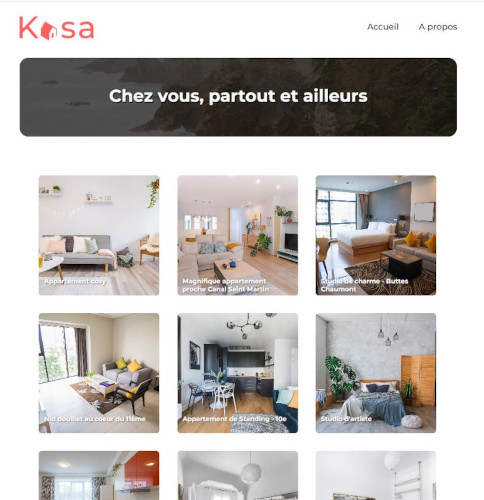 Kasa
Accueil
A propos
Chez vous, partout et ailleurs
Appartement cosy
Magnifique appartement
proche Canal Saint Martin
Studio de charme - Buttes
Chaumont
Nid douillet au coeur du 11ème
Appartement de Standing - 10e
Studio d'artiste